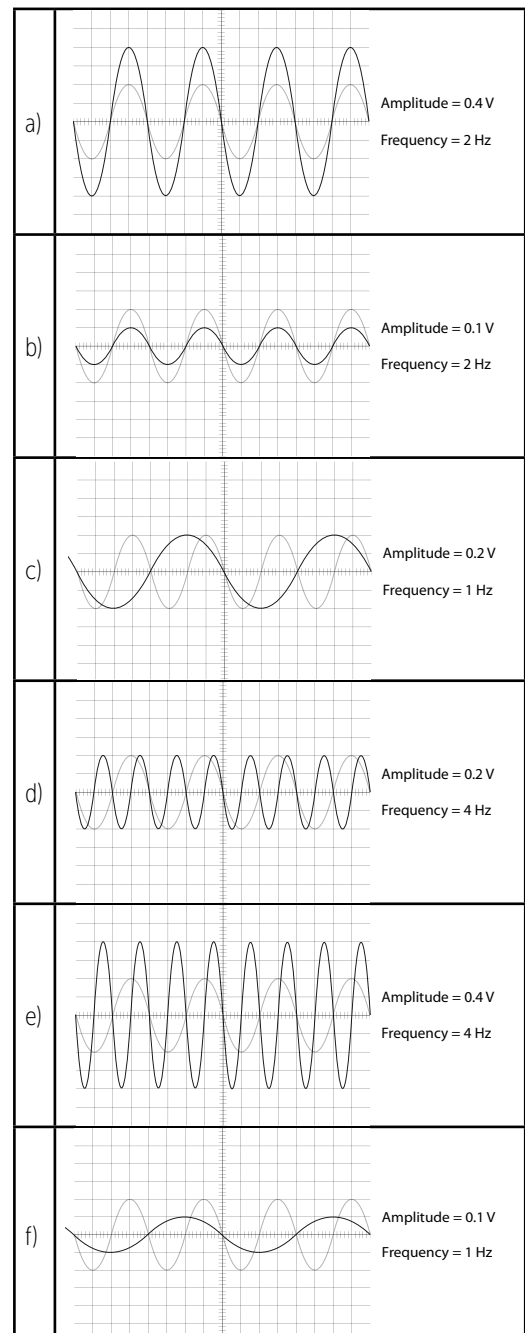 a)
Amplitude = 0.4 V
Frequency = 2 Hz
b)
Amplitude = 0.1 V
Frequency = 2 Hz
c)
Amplitude = 0.2 V
Frequency = 1 Hz
d)
Amplitude = 0.2 V
Frequency = 4 Hz
e)
Amplitude = 0.4 V
Frequency = 4 Hz
f)
Amplitude = 0.1 V
Frequency = 1 Hz